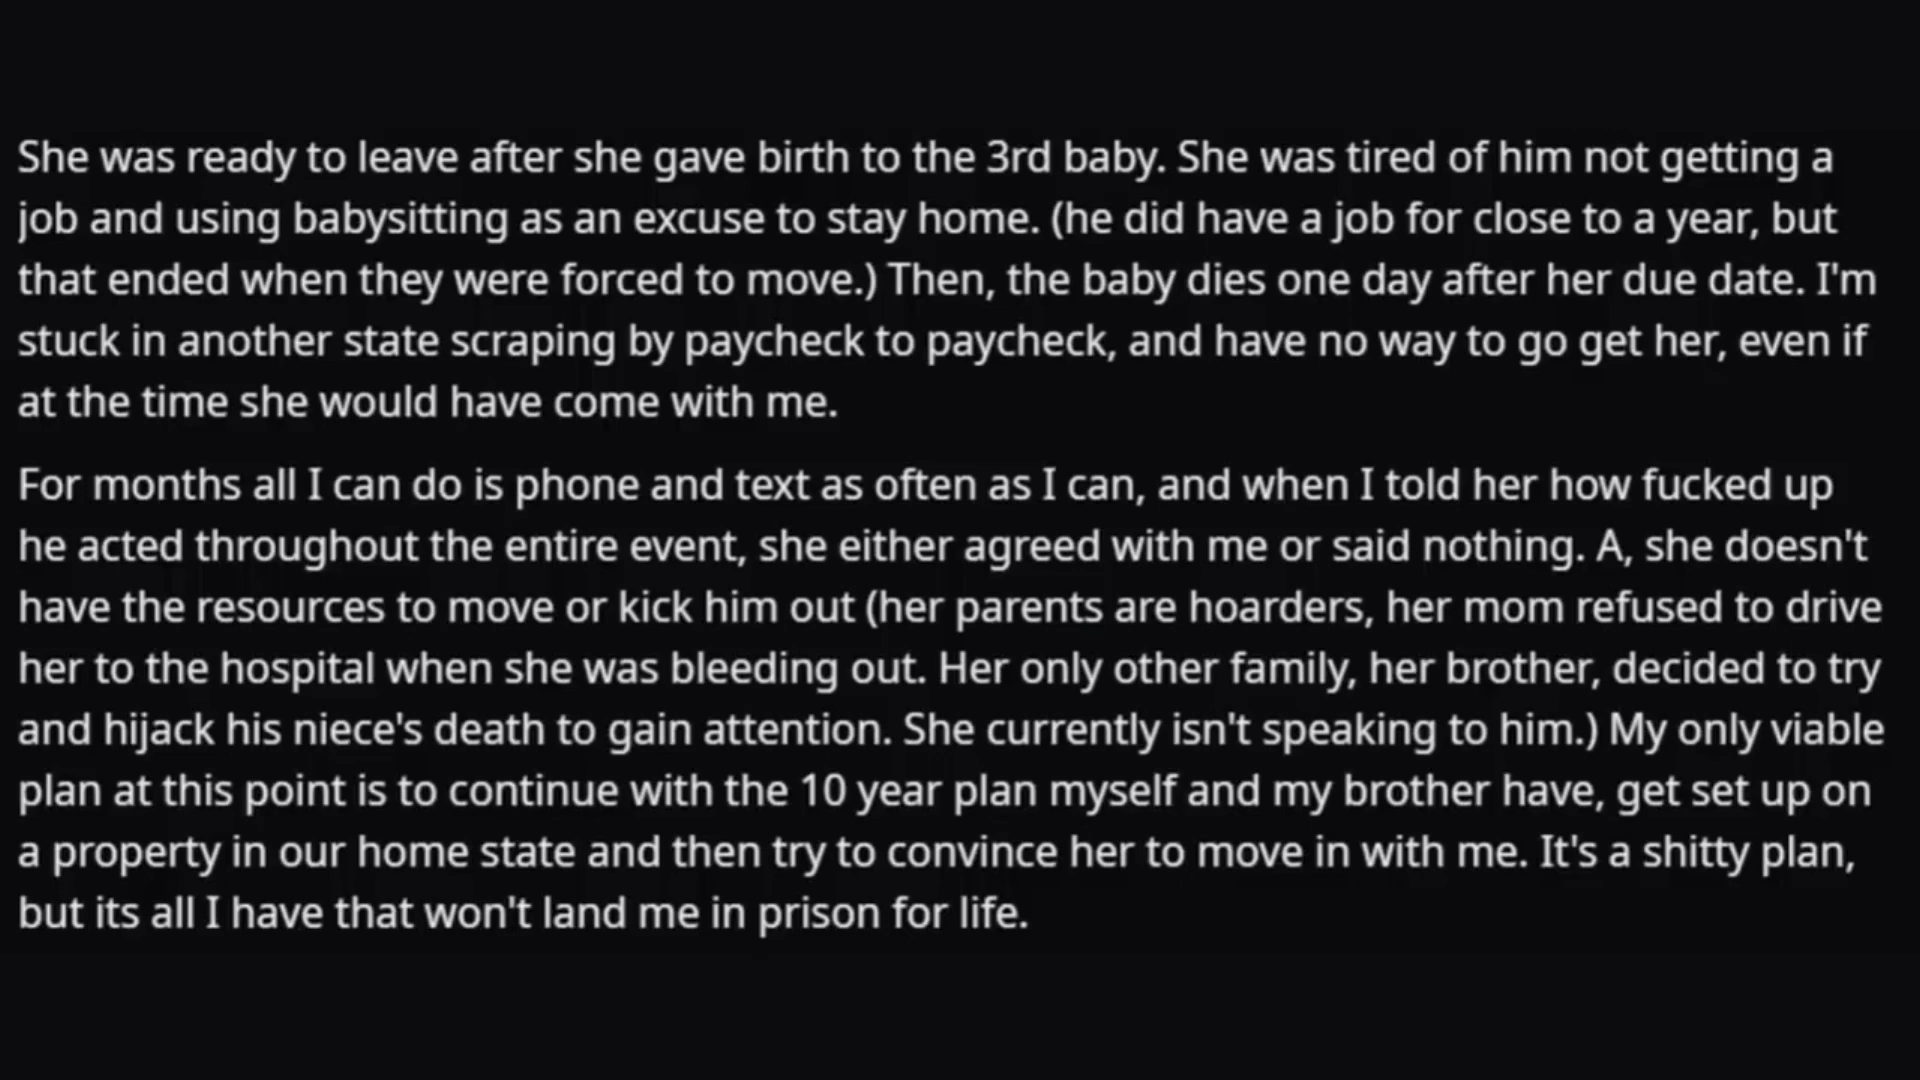 She was ready to leave after she gave birth to the 3rd baby. She was tired of him not getting a
job and using babysitting as an excuse to stay home. (he did have a job for close to a year, but
that ended when they were forced to move.) Then, the baby dies one day after her due date. I'm
stuck in another state scraping by paycheck to paycheck, and have no way to go get her, even if
at the time she would have come with me.
For months all I can do is phone and text as often as I can, and when I told her how fucked up
he acted throughout the entire event, she either agreed with me or said nothing. A, she doesn't
have the resources to move or kick him out (her parents are hoarders, her mom refused to drive
her to the hospital when she was bleeding out. Her only other family, her brother, decided to try
and hijack his niece's death to gain attention. She currently isn't speaking to him.) My only viable
plan at this point is to continue with the 10 year plan myself and my brother have, get set up on
a property in our home state and then try to convince her to move in with me. It's a shitty plan,
but its all I have that won't land me in prison for life.